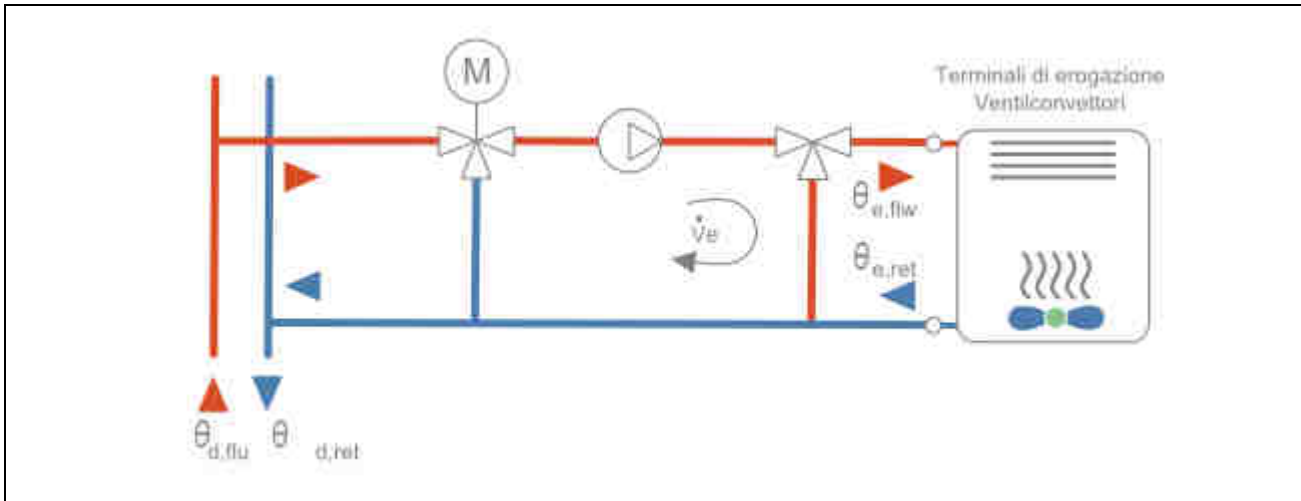 M
Terminali di erogazione
Ventilconvettori
θe,flw
V̇e
θe,ret
θd,flu θ d,ret